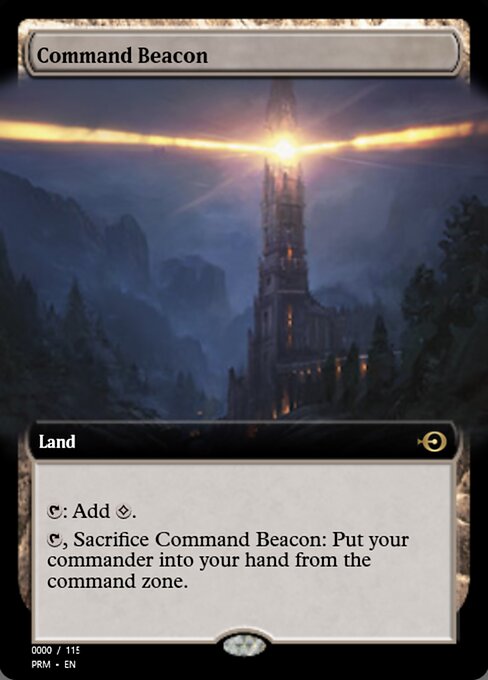 Command Beacon
Land
: Add .
, Sacrifice Command Beacon: Put your
commander into your hand from the
command zone.
0000 / 115
PRM • EN